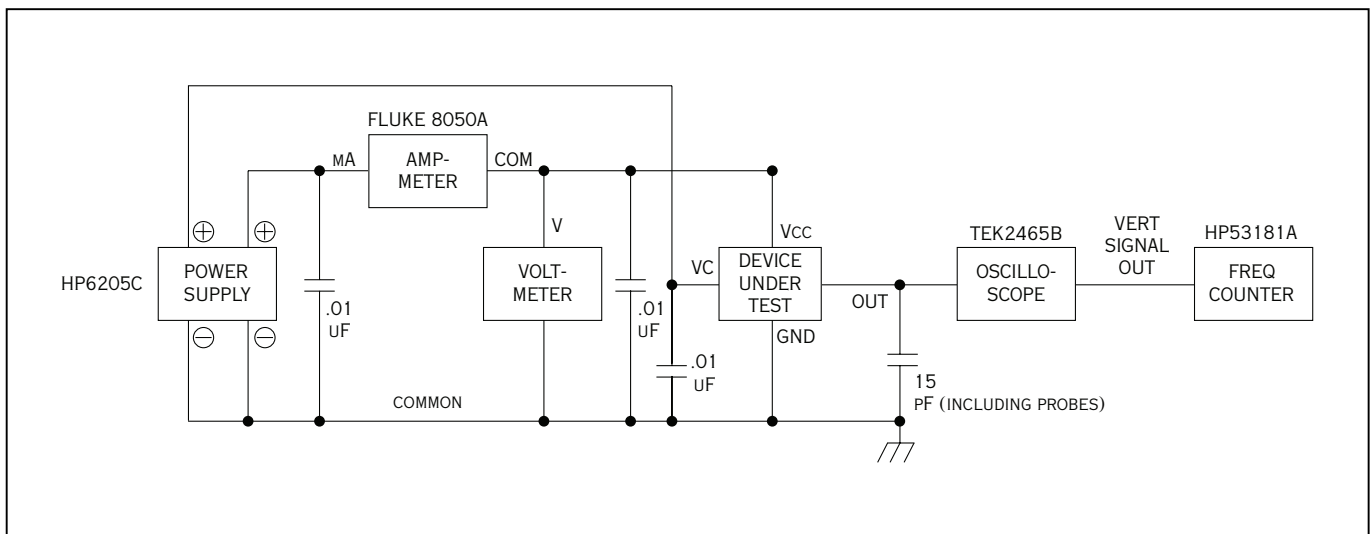 FLUKE 8050A
MA
AMP-
METER
COM
V
VCC
HP6205C
POWER
SUPPLY
.01
UF
VOLT-
METER
.01
UF
VC
DEVICE
UNDER
TEST
GND
OUT
.01
UF
TEK2465B
OSCILLO-
SCOPE
VERT
SIGNAL
OUT
HP53181A
FREQ
COUNTER
15
PF (INCLUDING PROBES)
COMMON